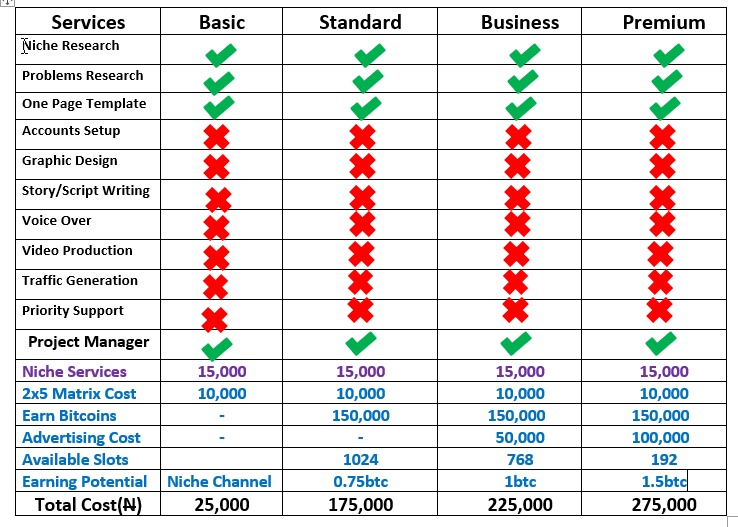 Services Basic Standard Business Premium
Niche Research
Problems Research
One Page Template
Accounts Setup
Graphic Design
Story/Script Writing
Voice Over
Video Production
Traffic Generation
Priority Support
Project Manager
Niche Services 15,000 15,000 15,000 15,000
2x5 Matrix Cost 10,000 10,000 10,000 10,000
Earn Bitcoins - 150,000 150,000 150,000
Advertising Cost - - 50,000 100,000
Available Slots 1024 768 192
Earning Potential Niche Channel 0.75btc 1btc 1.5btc
Total Cost(₦) 25,000 175,000 225,000 275,000